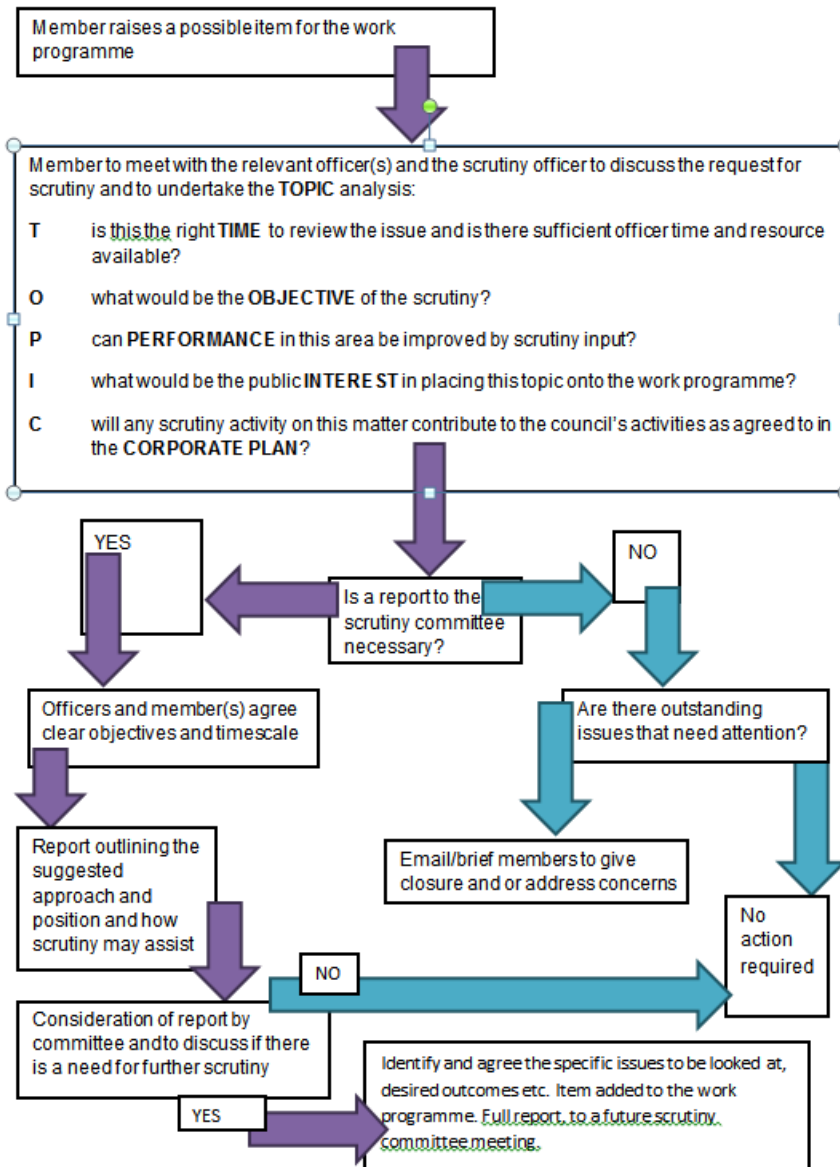 Member raises a possible item for the work
programme
Member to meet with the relevant officer(s) and the scrutiny officer to discuss the request for
scrutiny and to undertake the TOPIC analysis:
T is this the right TIME to review the issue and is there sufficient officer time and resource
available?
O what would be the OBJECTIVE of the scrutiny?
P can PERFORMANCE in this area be improved by scrutiny input?
I what would be the public INTEREST in placing this topic onto the work programme?
C will any scrutiny activity on this matter contribute to the council's activities as agreed to in
the CORPORATE PLAN?
YES
NO
Is a report to the
scrutiny committee
necessary?
Officers and member(s) agree
clear objectives and timescale
Are there outstanding
issues that need attention?
Report outlining the
suggested
approach and
position and how
scrutiny may assist
Email/brief members to give
closure and or address concerns
No
action
required
NO
Consideration of report by
committee and to discuss if there
is a need for further scrutiny
YES
Identify and agree the specific issues to be looked at,
desired outcomes etc. Item added to the work
programme. Full report, to a future scrutiny
committee meeting.